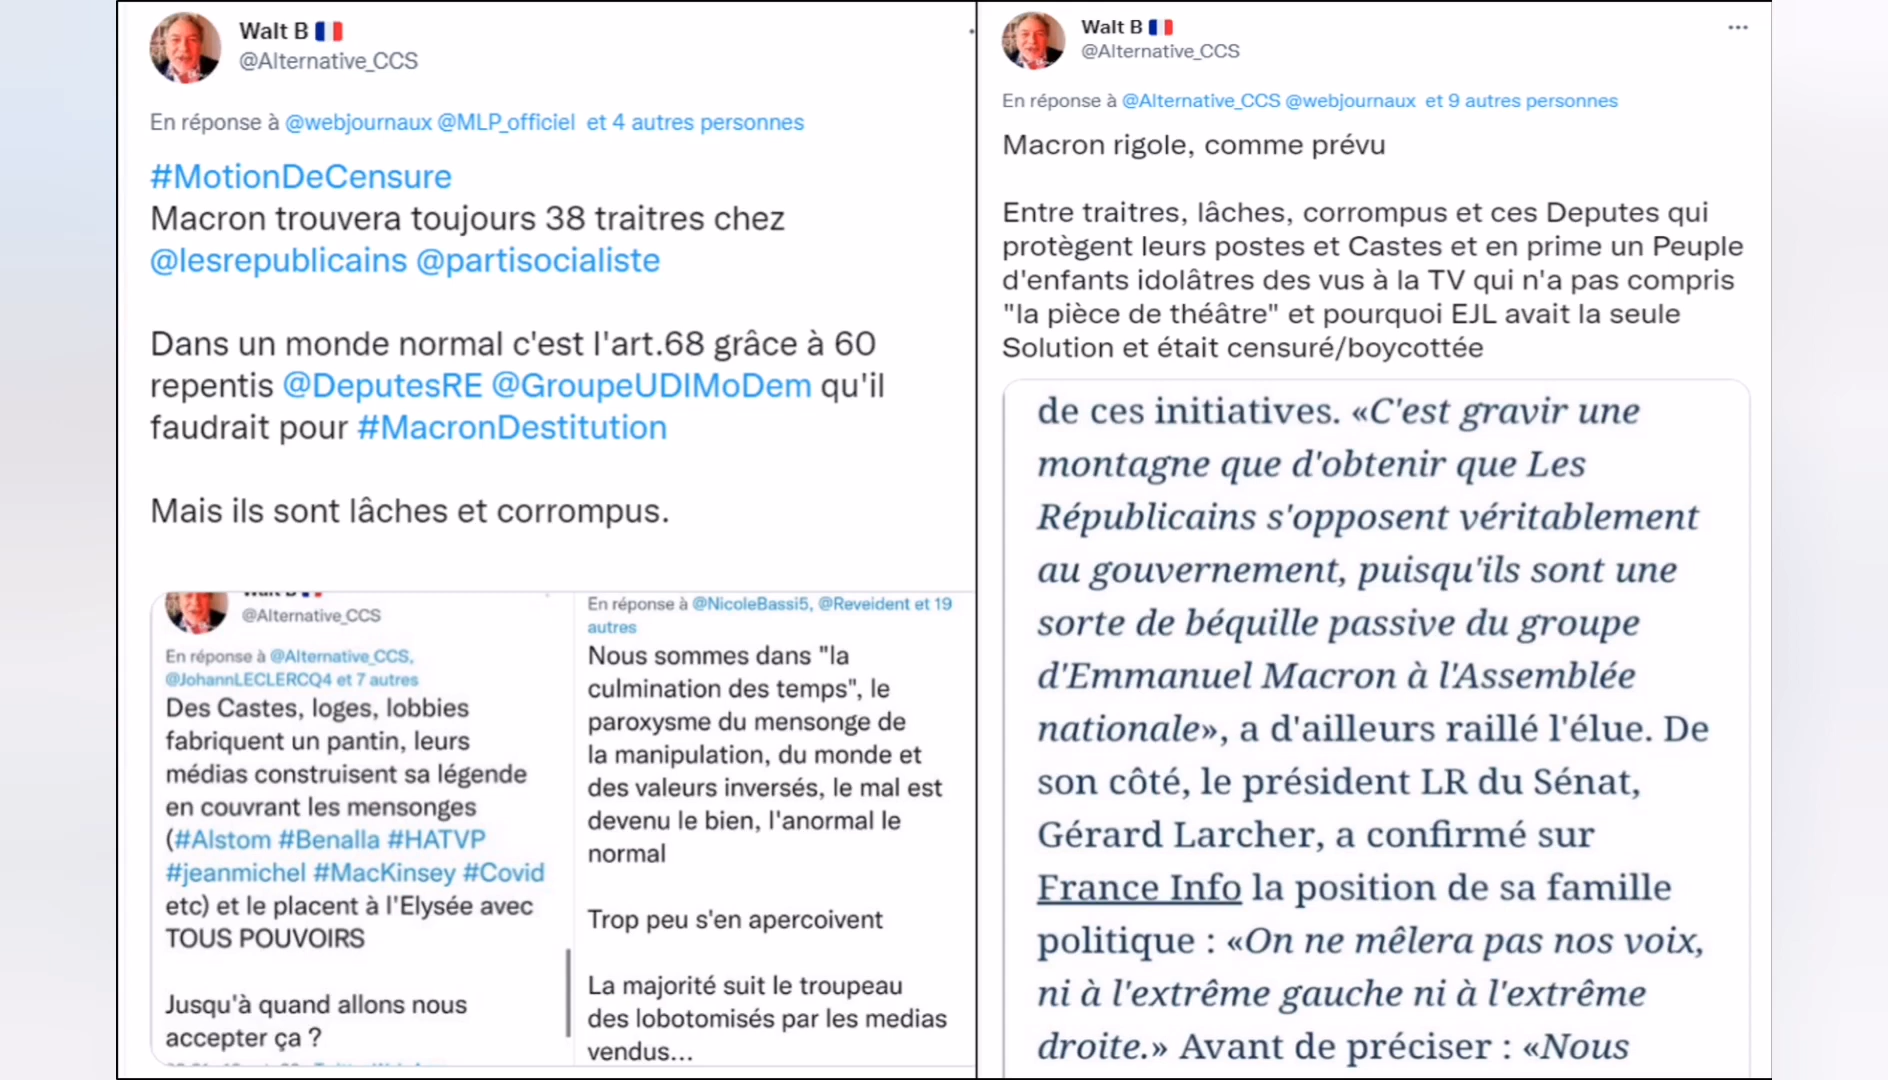 Walt B
@Alternative_CCS
En réponse à @webjournaux @MLP_officiel et 4 autres personnes
#MotionDeCensure
Macron trouvera toujours 38 traitres chez
@lesrepublicains @partisocialiste
Dans un monde normal c'est l'art.68 grâce à 60
repentis @DeputesRE @GroupeUDIMoDem qu'il
faudrait pour #MacronDestitution
Mais ils sont lâches et corrompus.
@Alternative_CCS
En réponse à @Alternative_CCS,
@JohannLECLERCQ4 et 7 autres
Des Castes, loges, lobbies
fabriquent un pantin, leurs
médias construisent sa légende
en couvrant les mensonges
(#Alstom #Benalla #HATVP
#jeanmichel #MacKinsey #Covid
etc) et le placent à l'Elysée avec
TOUS POUVOIRS
Jusqu'à quand allons nous
accepter ça ?
En réponse à @NicoleBassi5, @Reveident et 19
autres
Nous sommes dans "la
culmination des temps", le
paroxysme du mensonge de
la manipulation, du monde et
des valeurs inversés, le mal est
devenu le bien, l'anormal le
normal
Trop peu s'en apercoivent
La majorité suit le troupeau
des lobotomisés par les medias
vendus...
Walt B
@Alternative_CCS
En réponse à @Alternative_CCS @webjournaux et 9 autres personnes
Macron rigole, comme prévu
Entre traitres, lâches, corrompus et ces Deputes qui
protègent leurs postes et Castes et en prime un Peuple
d'enfants idolâtres des vus à la TV qui n'a pas compris
"la pièce de théâtre" et pourquoi EJL avait la seule
Solution et était censuré/boycottée
de ces initiatives. «C'est gravir une
montagne que d'obtenir que Les
Républicains s'opposent véritablement
au gouvernement, puisqu'ils sont une
sorte de béquille passive du groupe
d'Emmanuel Macron à l'Assemblée
nationale», a d'ailleurs raillé l'élue. De
son côté, le président LR du Sénat,
Gérard Larcher, a confirmé sur
France Info la position de sa famille
politique : «On ne mêlera pas nos voix,
ni à l'extrême gauche ni à l'extrême
droite.» Avant de préciser : «Nous